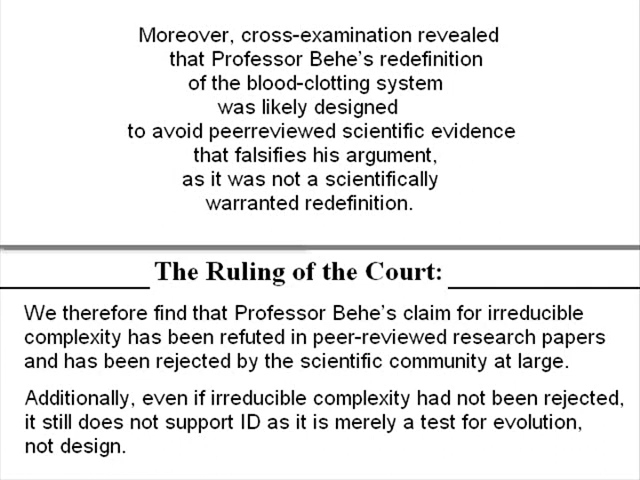 Moreover, cross-examination revealed
that Professor Behe's redefinition
of the blood-clotting system
was likely designed
to avoid peerreviewed scientific evidence
that falsifies his argument,
as it was not a scientifically
warranted redefinition.
The Ruling of the Court:
We therefore find that Professor Behe's claim for irreducible
complexity has been refuted in peer-reviewed research papers
and has been rejected by the scientific community at large.
Additionally, even if irreducible complexity had not been rejected,
it still does not support ID as it is merely a test for evolution,
not design.